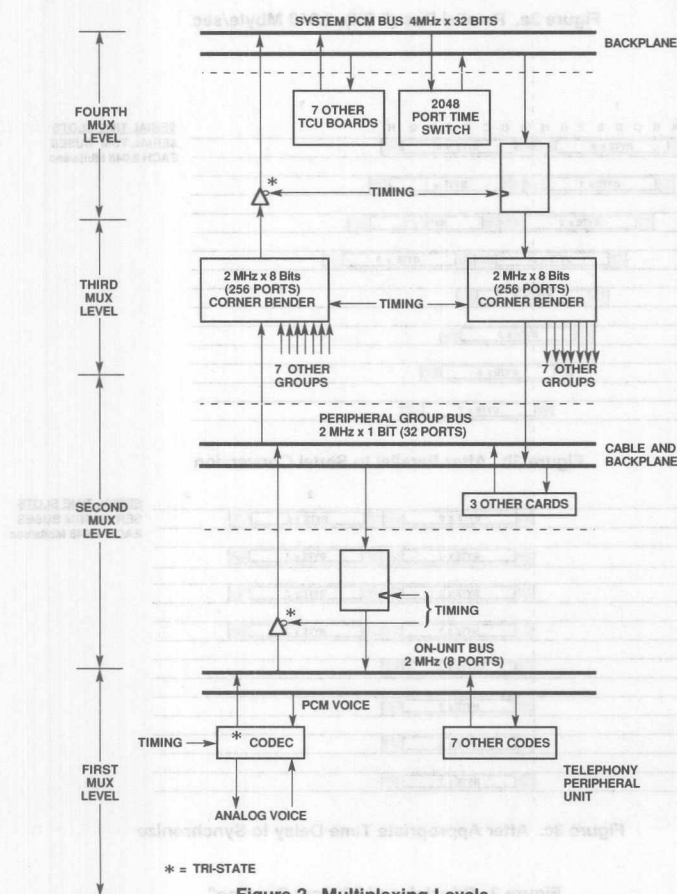 SYSTEM PCM BUS 4MHz x 32 BITS
BACKPLANE
FOURTH
MUX
LEVEL
7 OTHER
TCU BOARDS
2048
PORT TIME
SWITCH
*
TIMING
THIRD
MUX
LEVEL
2 MHz x 8 Bits
(256 PORTS)
CORNER BENDER
TIMING
2 MHz x 8 Bits
(256 PORTS)
CORNER BENDER
7 OTHER
GROUPS
7 OTHER
GROUPS
PERIPHERAL GROUP BUS
2 MHz x 1 BIT (32 PORTS)
CABLE AND
BACKPLANE
3 OTHER CARDS
SECOND
MUX
LEVEL
*
TIMING
ON-UNIT BUS
2 MHz (8 PORTS)
PCM VOICE
TIMING
* CODEC
7 OTHER CODES
FIRST
MUX
LEVEL
TELEPHONY
PERIPHERAL
UNIT
ANALOG VOICE
* = TRI-STATE
Figure 2. Multiplexing Levels